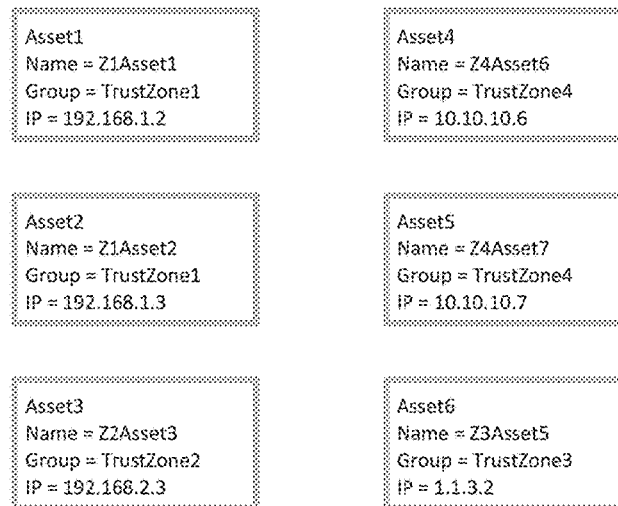 Asset1
Name = Z1Asset1
Group = TrustZone1
IP = 192.168.1.2
Asset2
Name = Z1Asset2
Group = TrustZone1
IP = 192.168.1.3
Asset3
Name = Z2Asset3
Group = TrustZone2
IP = 192.168.2.3
Asset4
Name = Z4Asset6
Group = TrustZone4
IP = 10.10.10.6
Asset5
Name = Z4Asset7
Group = TrustZone4
IP = 10.10.10.7
Asset6
Name = Z3Asset5
Group = TrustZone3
IP = 1.1.3.2